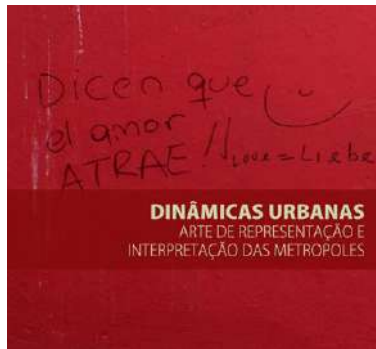 Dicen que
el amor
ATRAE!! Love = Liebe
DINÂMICAS URBANAS
ARTE DE REPRESENTAÇÃO E
INTERPRETAÇÃO DAS METROPOLES